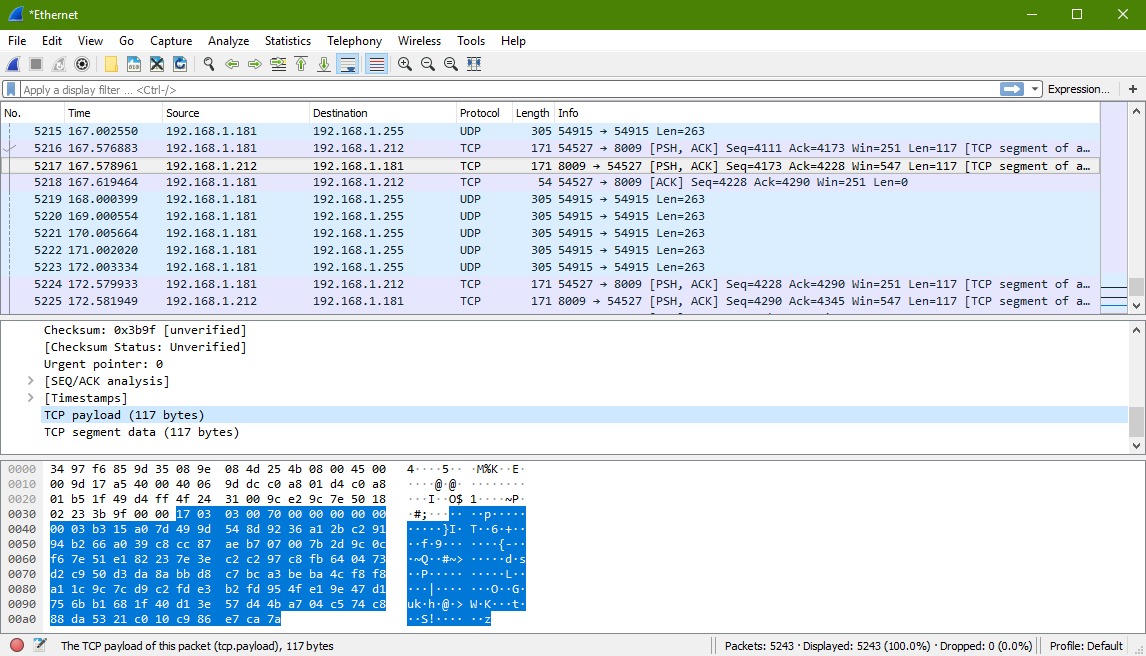 *Ethernet
File Edit View Go Capture Analyze Statistics Telephony Wireless Tools Help
Apply a display filter ... <Ctrl-/> Expression... +
No. Time Source Destination Protocol Length Info
5215 167.002550 192.168.1.181 192.168.1.255 UDP 305 54915 → 54915 Len=263
5216 167.576883 192.168.1.181 192.168.1.212 TCP 171 54527 → 8009 [PSH, ACK] Seq=4111 Ack=4173 Win=251 Len=117 [TCP segment of a…
5217 167.578961 192.168.1.212 192.168.1.181 TCP 171 8009 → 54527 [PSH, ACK] Seq=4173 Ack=4228 Win=547 Len=117 [TCP segment of a…
5218 167.619464 192.168.1.181 192.168.1.212 TCP 54 54527 → 8009 [ACK] Seq=4228 Ack=4290 Win=251 Len=0
5219 168.000399 192.168.1.181 192.168.1.255 UDP 305 54915 → 54915 Len=263
5220 169.000554 192.168.1.181 192.168.1.255 UDP 305 54915 → 54915 Len=263
5221 170.005664 192.168.1.181 192.168.1.255 UDP 305 54915 → 54915 Len=263
5222 171.002020 192.168.1.181 192.168.1.255 UDP 305 54915 → 54915 Len=263
5223 172.003334 192.168.1.181 192.168.1.255 UDP 305 54915 → 54915 Len=263
5224 172.579933 192.168.1.181 192.168.1.212 TCP 171 54527 → 8009 [PSH, ACK] Seq=4228 Ack=4290 Win=251 Len=117 [TCP segment of a…
5225 172.581949 192.168.1.212 192.168.1.181 TCP 171 8009 → 54527 [PSH, ACK] Seq=4290 Ack=4345 Win=547 Len=117 [TCP segment of a…
Checksum: 0x3b9f [unverified]
[Checksum Status: Unverified]
Urgent pointer: 0
[SEQ/ACK analysis]
[Timestamps]
TCP payload (117 bytes)
TCP segment data (117 bytes)
0000 34 97 f6 85 9d 35 08 9e 08 4d 25 4b 08 00 45 00 4····5·· ·M%K··E·
0010 00 9d 17 a5 40 00 40 06 9d dc c0 a8 01 d4 c0 a8 ····@·@· ········
0020 01 b5 1f 49 d4 ff 4f 24 31 00 9c e2 9c 7e 50 18 ···I··O$ 1····~P·
0030 02 23 3b 9f 00 00 17 03 03 00 70 00 00 00 00 00 ·#;····· ··p·····
0040 00 03 b3 15 a0 7d 49 9d 54 8d 92 36 a1 2b c2 91 ·····}I· T··6·+··
0050 94 b2 66 a0 39 c8 cc 87 ae b7 07 00 7b 2d 9c 0c ··f·9··· ····{-··
0060 f6 7e 51 e1 82 23 7e 3e c2 c2 97 c8 fb 64 04 73 ·~Q··#~> ·····d·s
0070 d2 c9 50 d3 da 8a bb d8 c7 bc a3 be ba 4c f8 f8 ··P····· ·····L··
0080 a1 1c 9c 7c d9 c2 fd e3 b2 fd 95 4f e1 9e 47 d1 ···|···· ···O··G·
0090 75 6b b1 68 1f 40 d1 3e 57 d4 4b a7 04 c5 74 c8 uk·h·@·> W·K···t·
00a0 88 da 53 21 c0 10 c9 86 e7 ca 7a ··S!···· ··z
The TCP payload of this packet (tcp.payload), 117 bytes Packets: 5243 · Displayed: 5243 (100.0%) · Dropped: 0 (0.0%) Profile: Default